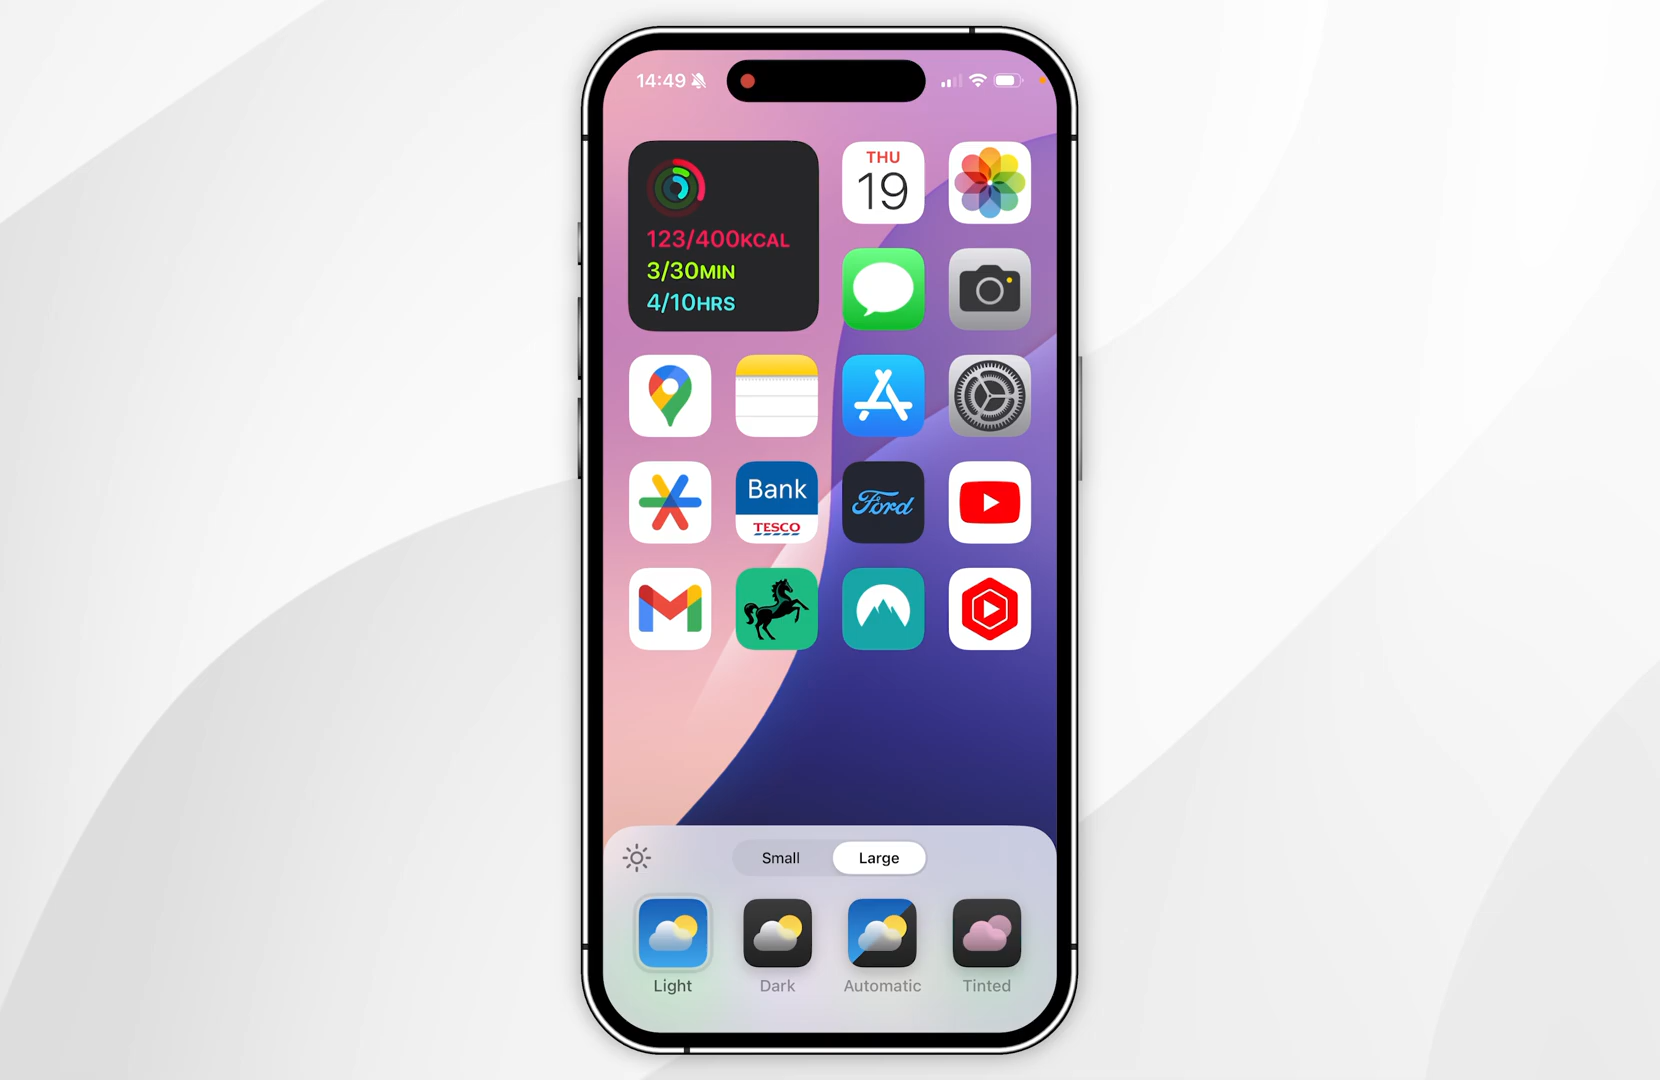 14:49
THU
19
123/400KCAL
3/30MIN
4/10HRS
Bank
TESCO
Ford
Small
Large
Light
Dark
Automatic
Tinted